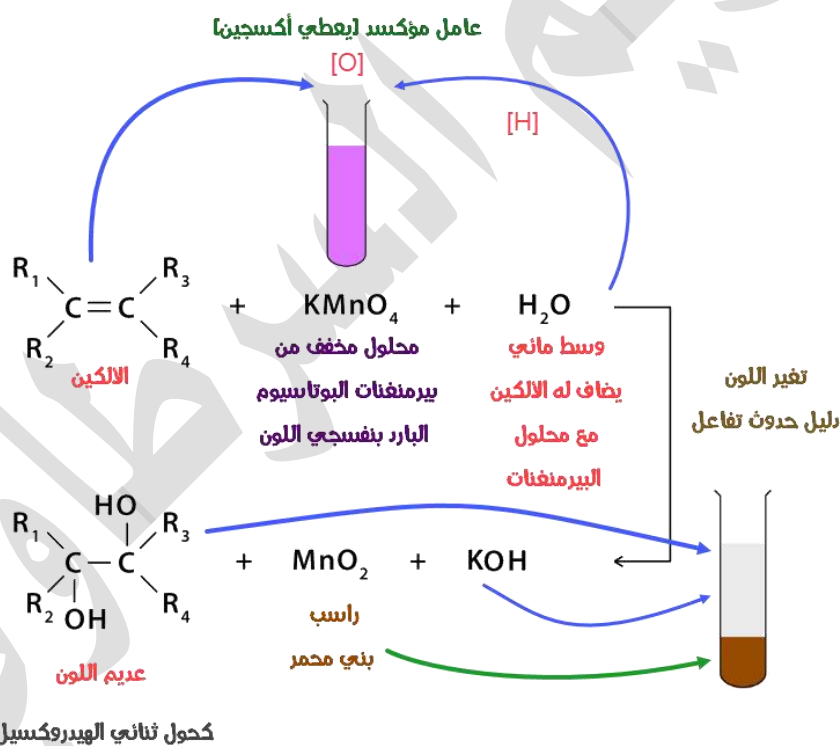 عامل مؤكسد [يعطي أكسجين]
[O]
[H]
R₁ R₃
C=C + KMnO₄ + H₂O
R₂ R₄
الالكين
محلول مخفف من
بيرمنغنات البوتاسيوم
البارد بنفسجي اللون
وسط مائي
يضاف له الالكين
مع محلول
البيرمنغنات
تغير اللون
دليل حدوث تفاعل
HO
R₁ R₃
C–C + MnO₂ + KOH
R₂ OH R₄
راسب
بني محمر
عديم اللون
كحول ثنائي الهيدروكسيل